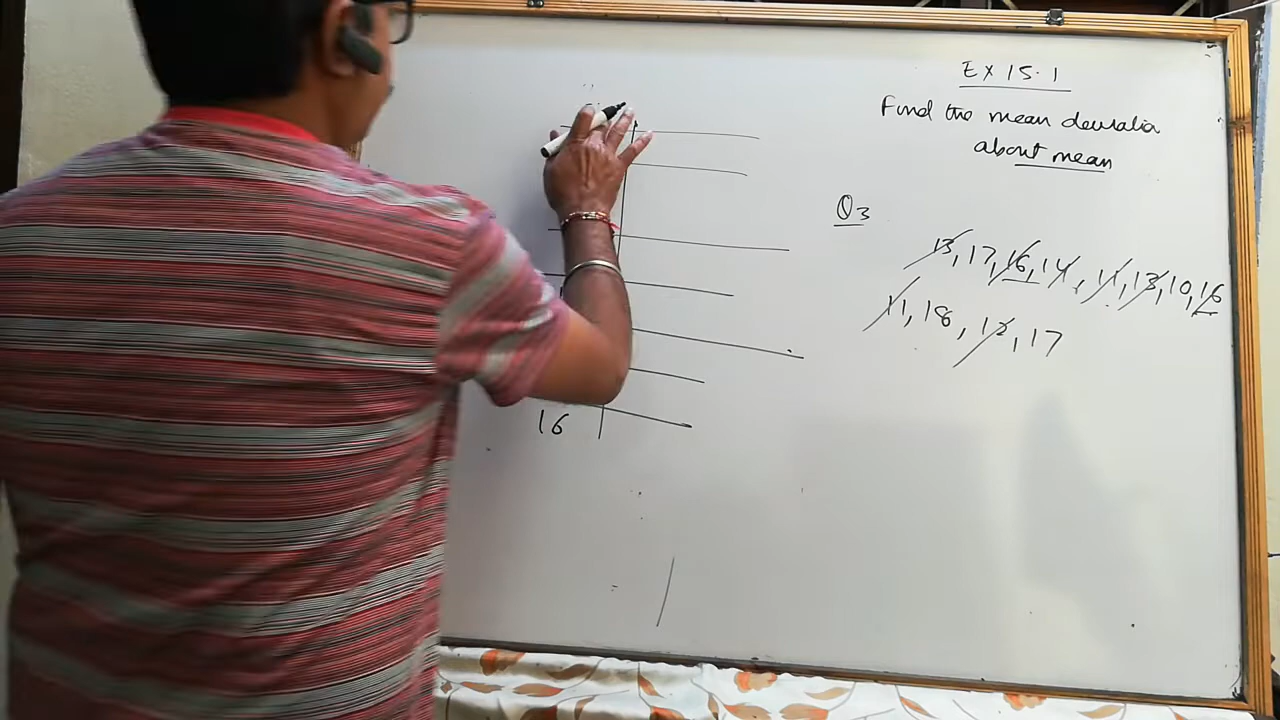 Ex 15.1
Find the mean deviatio
about mean
Q3
13, 17, 16, 14, 11, 13, 10, 16
11, 18, 12, 17
16